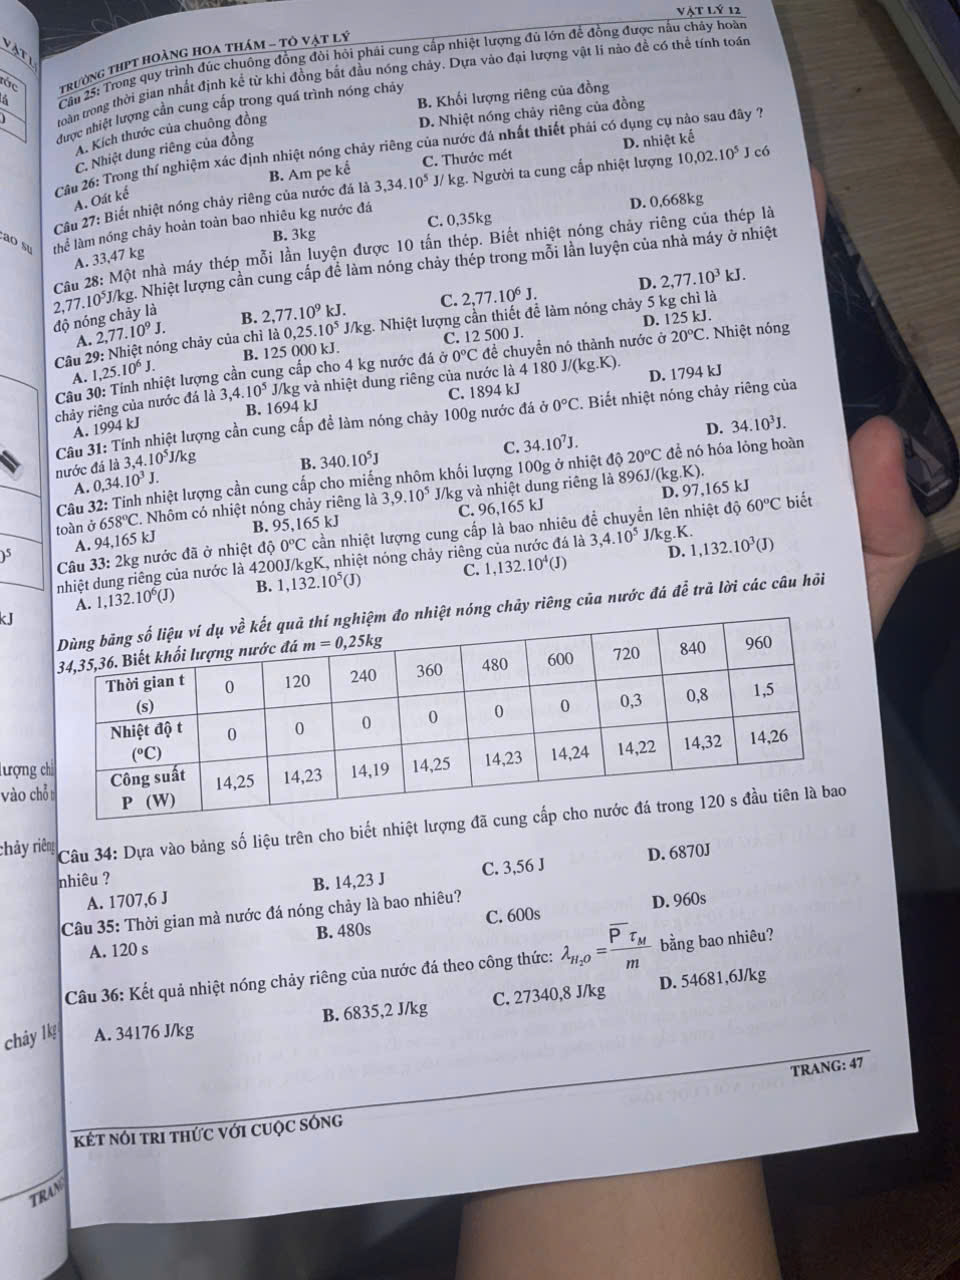 VẬT LÝ 12
TRƯỜNG THPT HOÀNG HOA THÁM – TỔ VẬT LÝ
Câu 25: Trong quy trình đúc chuông đồng đòi hỏi phải cung cấp nhiệt lượng đủ lớn để đồng được nấu chảy hoàn
toàn trong thời gian nhất định kể từ khi đồng bắt đầu nóng chảy. Dựa vào đại lượng vật lí nào để có thể tính toán
được nhiệt lượng cần cung cấp trong quá trình nóng chảy
A. Kích thước của chuông đồng B. Khối lượng riêng của đồng
C. Nhiệt dung riêng của đồng D. Nhiệt nóng chảy riêng của đồng
Câu 26: Trong thí nghiệm xác định nhiệt nóng chảy riêng của nước đá nhất thiết phải có dụng cụ nào sau đây ?
A. Oát kế B. Am pe kế C. Thước mét D. nhiệt kế
Câu 27: Biết nhiệt nóng chảy riêng của nước đá là 3,34.10⁵ J/ kg. Người ta cung cấp nhiệt lượng 10,02.10⁵ J có
thể làm nóng chảy hoàn toàn bao nhiêu kg nước đá
A. 33,47 kg B. 3kg C. 0,35kg D. 0,668kg
Câu 28: Một nhà máy thép mỗi lần luyện được 10 tấn thép. Biết nhiệt nóng chảy riêng của thép là
2,77.10⁵J/kg. Nhiệt lượng cần cung cấp để làm nóng chảy thép trong mỗi lần luyện của nhà máy ở nhiệt
độ nóng chảy là
A. 2,77.10⁹ J. B. 2,77.10⁹ kJ. C. 2,77.10⁶ J. D. 2,77.10³ kJ.
Câu 29: Nhiệt nóng chảy của chì là 0,25.10⁵ J/kg. Nhiệt lượng cần thiết để làm nóng chảy 5 kg chì là
A. 1,25.10⁶ J. B. 125 000 kJ. C. 12 500 J. D. 125 kJ.
Câu 30: Tính nhiệt lượng cần cung cấp cho 4 kg nước đá ở 0°C để chuyển nó thành nước ở 20°C. Nhiệt nóng
chảy riêng của nước đá là 3,4.10⁵ J/kg và nhiệt dung riêng của nước là 4 180 J/(kg.K).
A. 1994 kJ B. 1694 kJ C. 1894 kJ D. 1794 kJ
Câu 31: Tính nhiệt lượng cần cung cấp để làm nóng chảy 100g nước đá ở 0°C. Biết nhiệt nóng chảy riêng của
nước đá là 3,4.10⁵J/kg
A. 0,34.10³ J. B. 340.10⁵J C. 34.10⁷J. D. 34.10³J.
Câu 32: Tính nhiệt lượng cần cung cấp cho miếng nhôm khối lượng 100g ở nhiệt độ 20°C để nó hóa lỏng hoàn
toàn ở 658°C. Nhôm có nhiệt nóng chảy riêng là 3,9.10⁵ J/kg và nhiệt dung riêng là 896J/(kg.K).
A. 94,165 kJ B. 95,165 kJ C. 96,165 kJ D. 97,165 kJ
Câu 33: 2kg nước đã ở nhiệt độ 0°C cần nhiệt lượng cung cấp là bao nhiêu để chuyển lên nhiệt độ 60°C biết
nhiệt dung riêng của nước là 4200J/kgK, nhiệt nóng chảy riêng của nước đá là 3,4.10⁵ J/kg.K.
A. 1,132.10⁶(J) B. 1,132.10⁵(J) C. 1,132.10⁴(J) D. 1,132.10³(J)
Dùng bảng số liệu ví dụ về kết quả thí nghiệm đo nhiệt nóng chảy riêng của nước đá để trả lời các câu hỏi
34,35,36. Biết khối lượng nước đá m = 0,25kg
Thời gian t (s) 0 120 240 360 480 600 720 840 960
Nhiệt độ t (°C) 0 0 0 0 0 0 0,3 0,8 1,5
Công suất P (W) 14,25 14,23 14,19 14,25 14,23 14,24 14,22 14,32 14,26
Câu 34: Dựa vào bảng số liệu trên cho biết nhiệt lượng đã cung cấp cho nước đá trong 120 s đầu tiên là bao
nhiêu ?
A. 1707,6 J B. 14,23 J C. 3,56 J D. 6870J
Câu 35: Thời gian mà nước đá nóng chảy là bao nhiêu?
A. 120 s B. 480s C. 600s D. 960s
Câu 36: Kết quả nhiệt nóng chảy riêng của nước đá theo công thức: λ_{H₂O} = P̅ τ_M / m bằng bao nhiêu?
A. 34176 J/kg B. 6835,2 J/kg C. 27340,8 J/kg D. 54681,6J/kg
TRANG: 47
KẾT NỐI TRI THỨC VỚI CUỘC SỐNG
cao su
kJ
lượng chì
vào chỗ
chảy riêng
chảy 1kg
TRANG